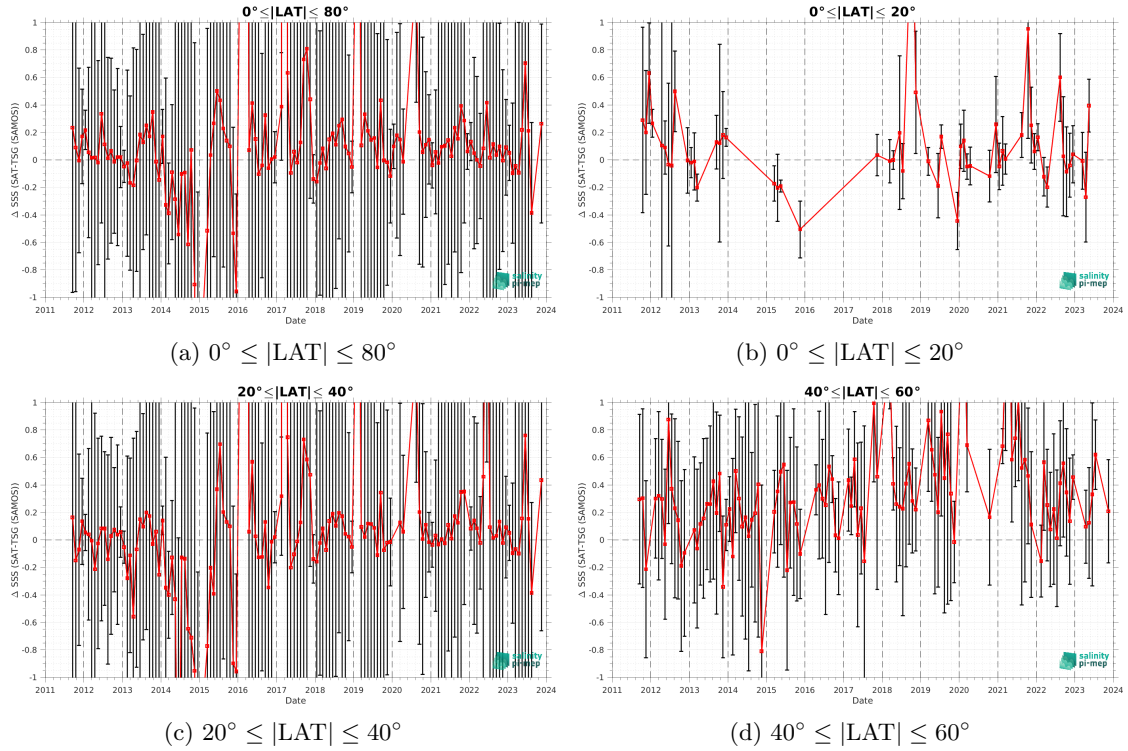 0°≤|LAT|≤ 80°
Δ SSS (SAT-TSG (SAMOS))
1
0.8
0.6
0.4
0.2
0
-0.2
-0.4
-0.6
-0.8
-1
2011 2012 2013 2014 2015 2016 2017 2018 2019 2020 2021 2022 2023 2024
Date
salinity
pi-mep
(a) 0° ≤ |LAT| ≤ 80°
0°≤|LAT|≤ 20°
Δ SSS (SAT-TSG (SAMOS))
1
0.8
0.6
0.4
0.2
0
-0.2
-0.4
-0.6
-0.8
-1
2011 2012 2013 2014 2015 2016 2017 2018 2019 2020 2021 2022 2023 2024
Date
salinity
pi-mep
(b) 0° ≤ |LAT| ≤ 20°
20°≤|LAT|≤ 40°
Δ SSS (SAT-TSG (SAMOS))
1
0.8
0.6
0.4
0.2
0
-0.2
-0.4
-0.6
-0.8
-1
2011 2012 2013 2014 2015 2016 2017 2018 2019 2020 2021 2022 2023 2024
Date
salinity
pi-mep
(c) 20° ≤ |LAT| ≤ 40°
40°≤|LAT|≤ 60°
Δ SSS (SAT-TSG (SAMOS))
1
0.8
0.6
0.4
0.2
0
-0.2
-0.4
-0.6
-0.8
-1
2011 2012 2013 2014 2015 2016 2017 2018 2019 2020 2021 2022 2023 2024
Date
salinity
pi-mep
(d) 40° ≤ |LAT| ≤ 60°